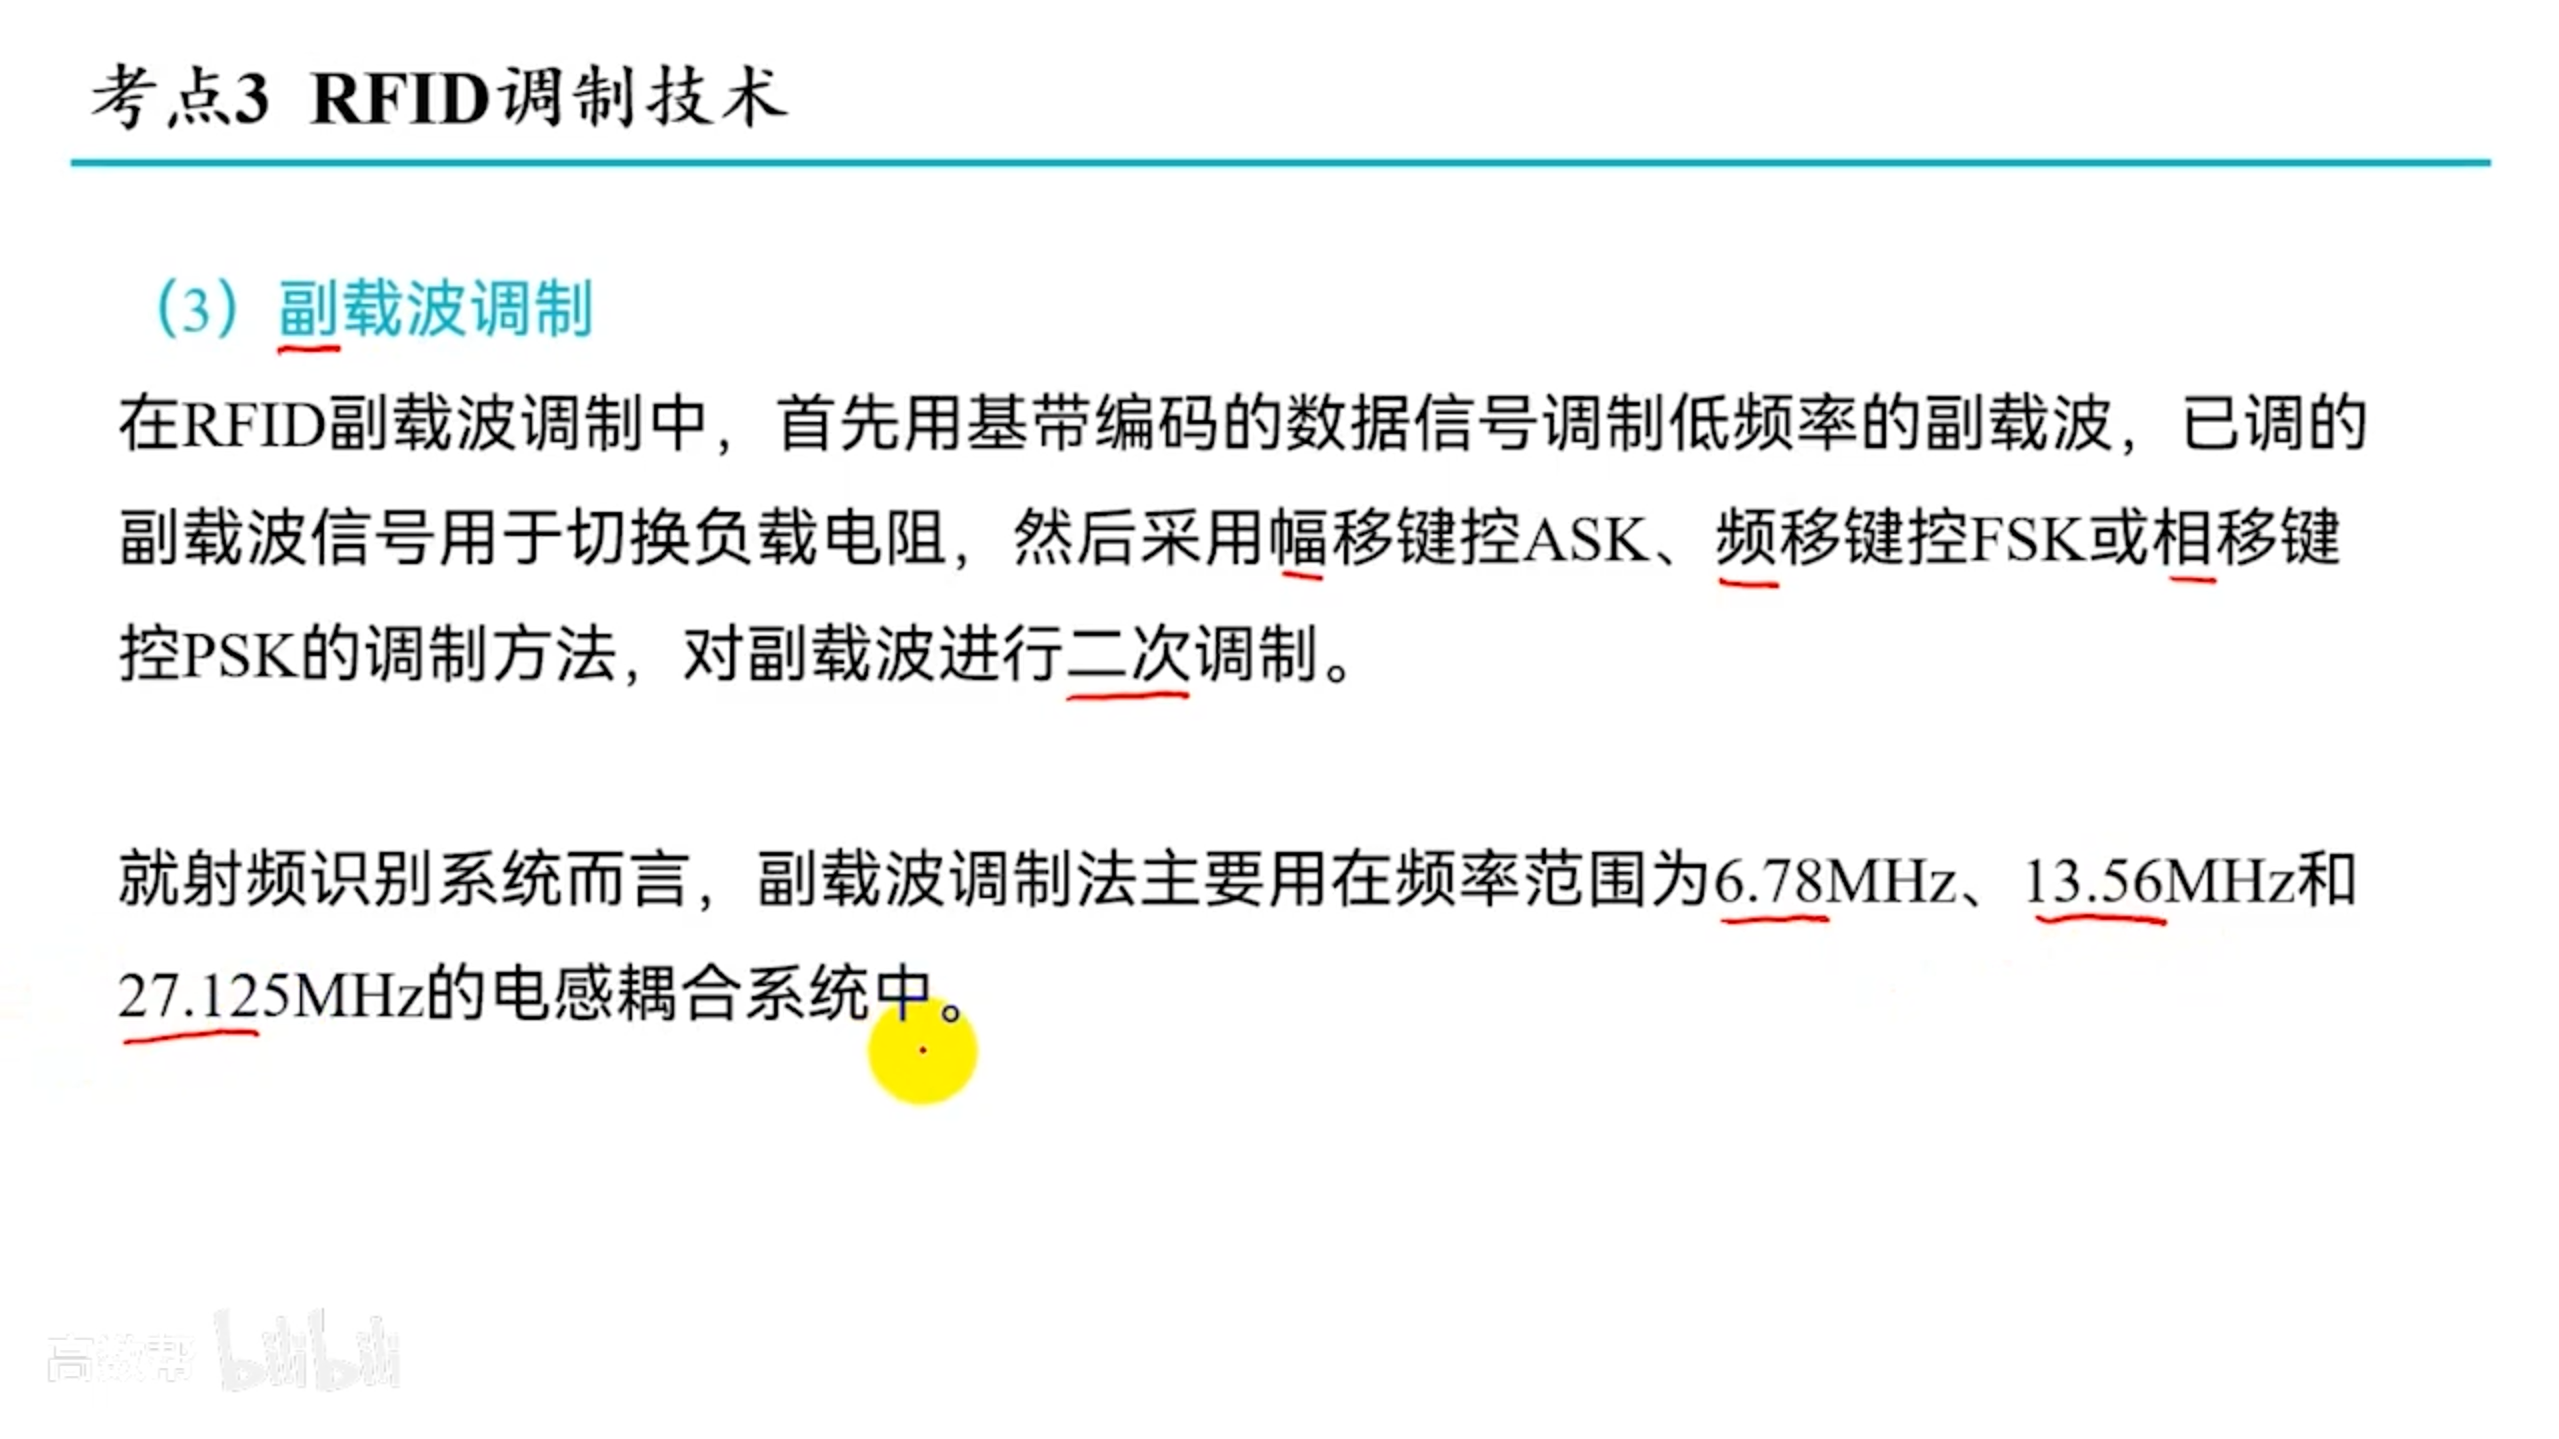 考点3 RFID调制技术
（3）副载波调制
在RFID副载波调制中，首先用基带编码的数据信号调制低频率的副载波，已调的
副载波信号用于切换负载电阻，然后采用幅移键控ASK、频移键控FSK或相移键
控PSK的调制方法，对副载波进行二次调制。
就射频识别系统而言，副载波调制法主要用在频率范围为6.78MHz、13.56MHz和
27.125MHz的电感耦合系统中。
高数帮 bilibili